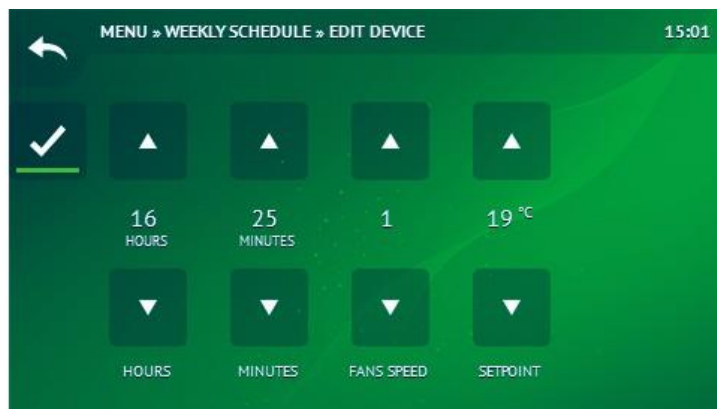 MENU » WEEKLY SCHEDULE » EDIT DEVICE 15:01
16 25 1 19 °C
HOURS MINUTES
HOURS MINUTES FANS SPEED SETPOINT